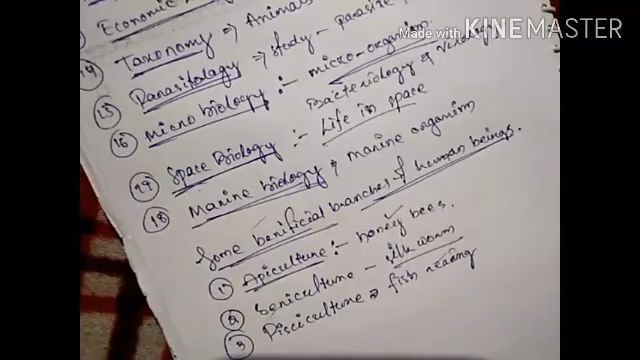 Economic
Made with KINEMASTER
14 Taxonomy ⇒ Animals
15 Parasitology ⇒ study - parasite
16 Micro biology :- micro-organism
Bacteriology &
17 Space Biology :- Life in space
18 Marine biology ⇒ marine organism
Some benificial branches of human beings.
1 Apiculture :- honey bees.
2 Sericulture - silk worm
3 Pisciculture ⇒ fish rearing